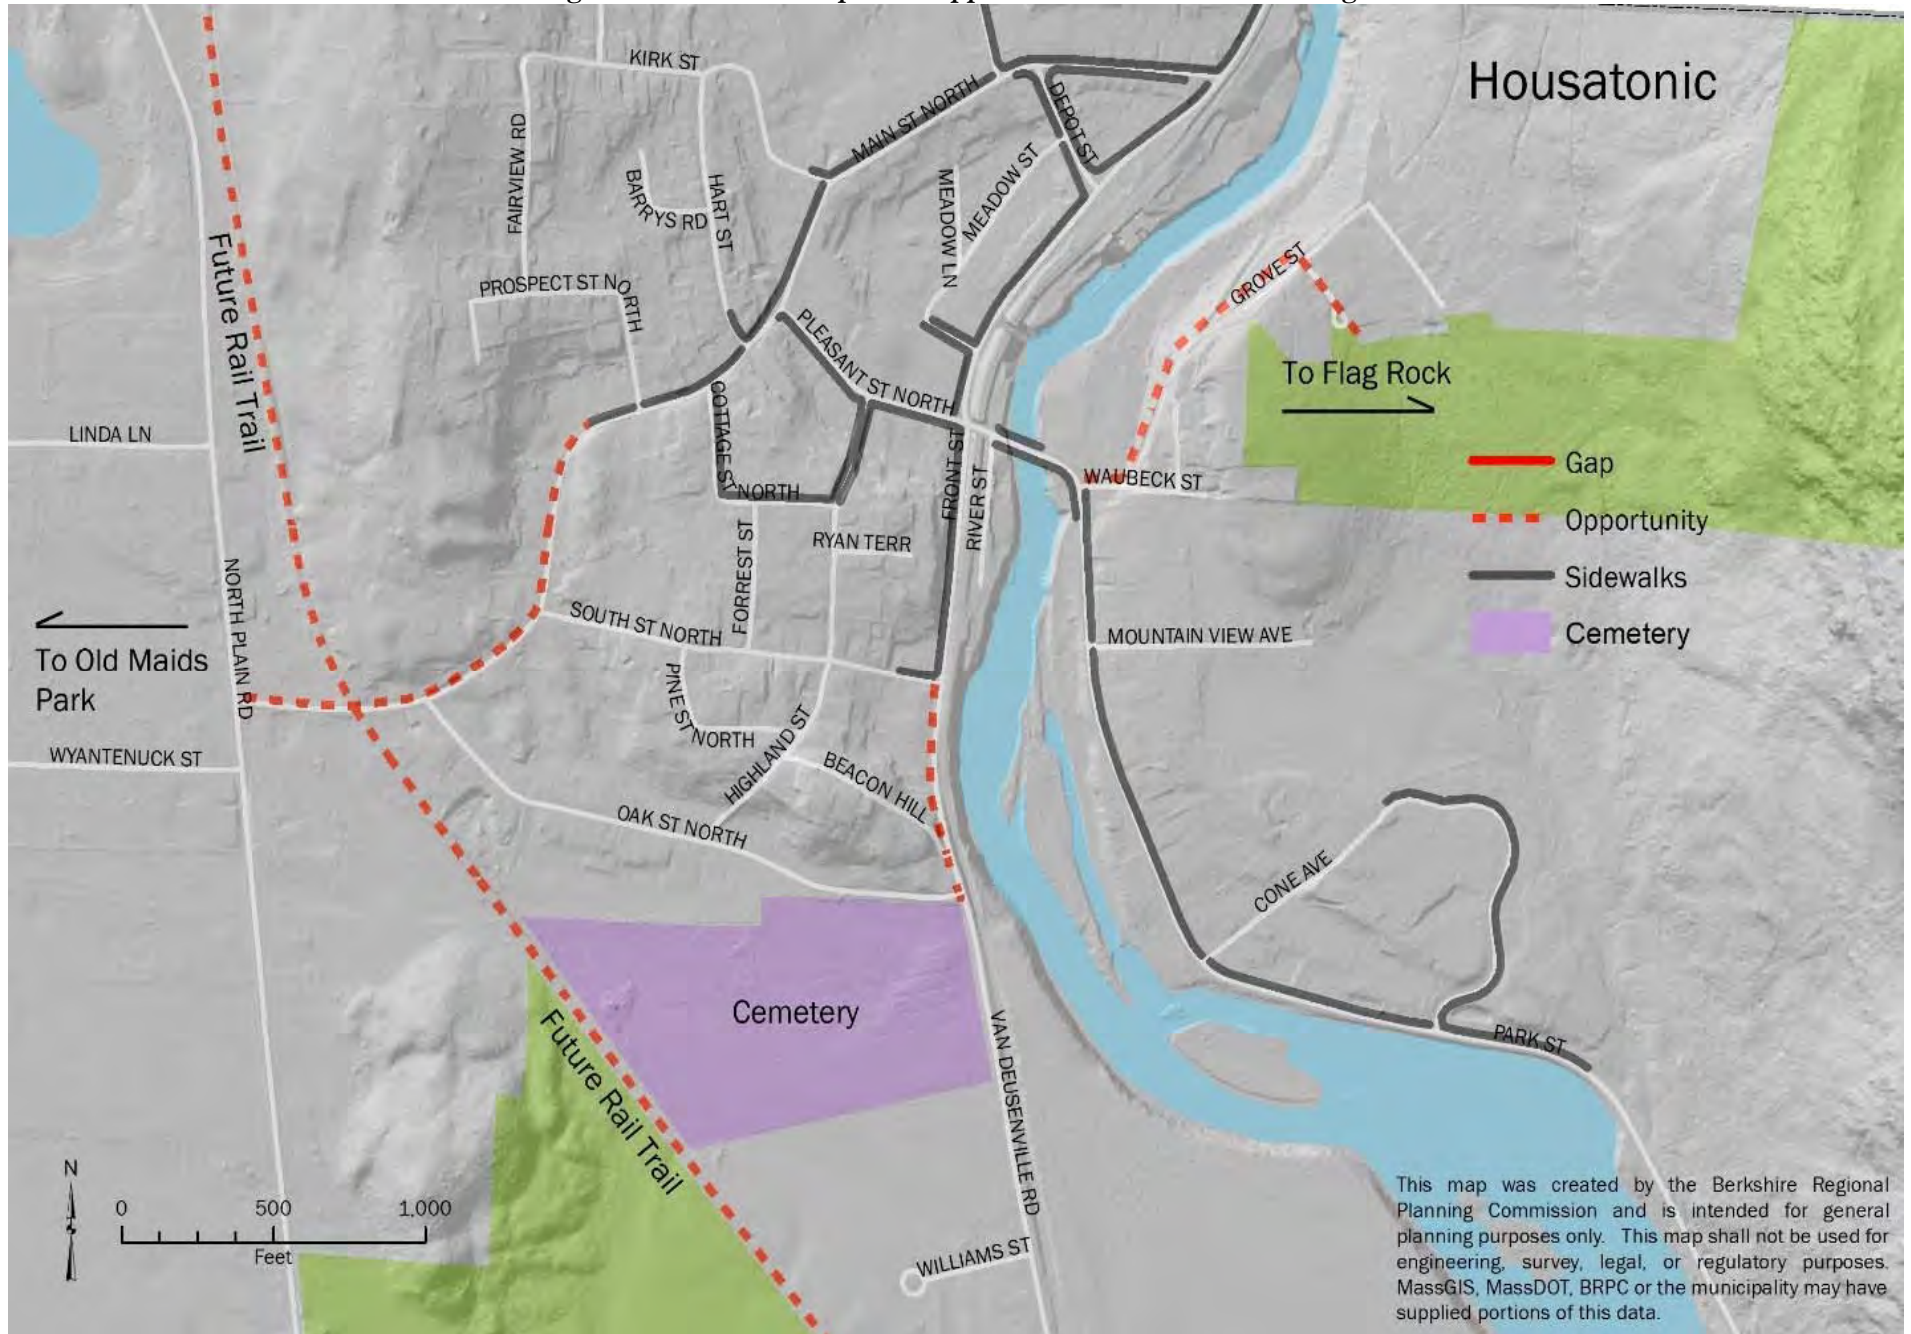 Housatonic
KIRK ST
FAIRVIEW RD
BARRYS RD
HART ST
MAIN ST NORTH
DEPOT ST
MEADOW LN
MEADOW ST
GROVE ST
PROSPECT ST NORTH
Future Rail Trail
PLEASANT ST NORTH
To Flag Rock
COTTAGE ST
NORTH
LINDA LN
FRONT ST
RIVER ST
WAUBECK ST
Gap
Opportunity
Sidewalks
Cemetery
RYAN TERR
FORREST ST
SOUTH ST NORTH
MOUNTAIN VIEW AVE
NORTH PLAIN RD
To Old Maids
Park
WYANTENUCK ST
PINE ST
NORTH
HIGHLAND ST
BEACON HILL
OAK ST NORTH
CONE AVE
Cemetery
PARK ST
Future Rail Trail
VAN DEUSENVILLE RD
WILLIAMS ST
N
0 500 1,000
Feet
This map was created by the Berkshire Regional
Planning Commission and is intended for general
planning purposes only. This map shall not be used for
engineering, survey, legal, or regulatory purposes.
MassGIS, MassDOT, BRPC or the municipality may have
supplied portions of this data.